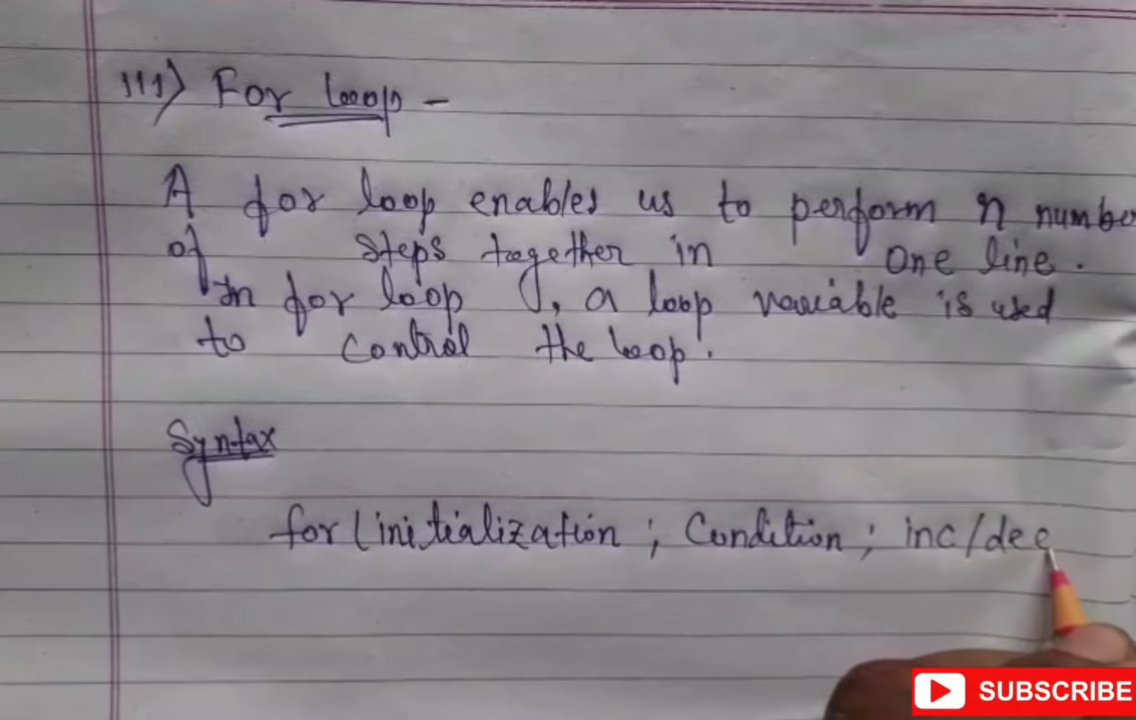 111) For loop -
A for loop enables us to perform n number
of steps together in one line.
In for loop, a loop variable is used
to control the loop.
Syntax
for (initialization ; Condition ; inc/dec
SUBSCRIBE